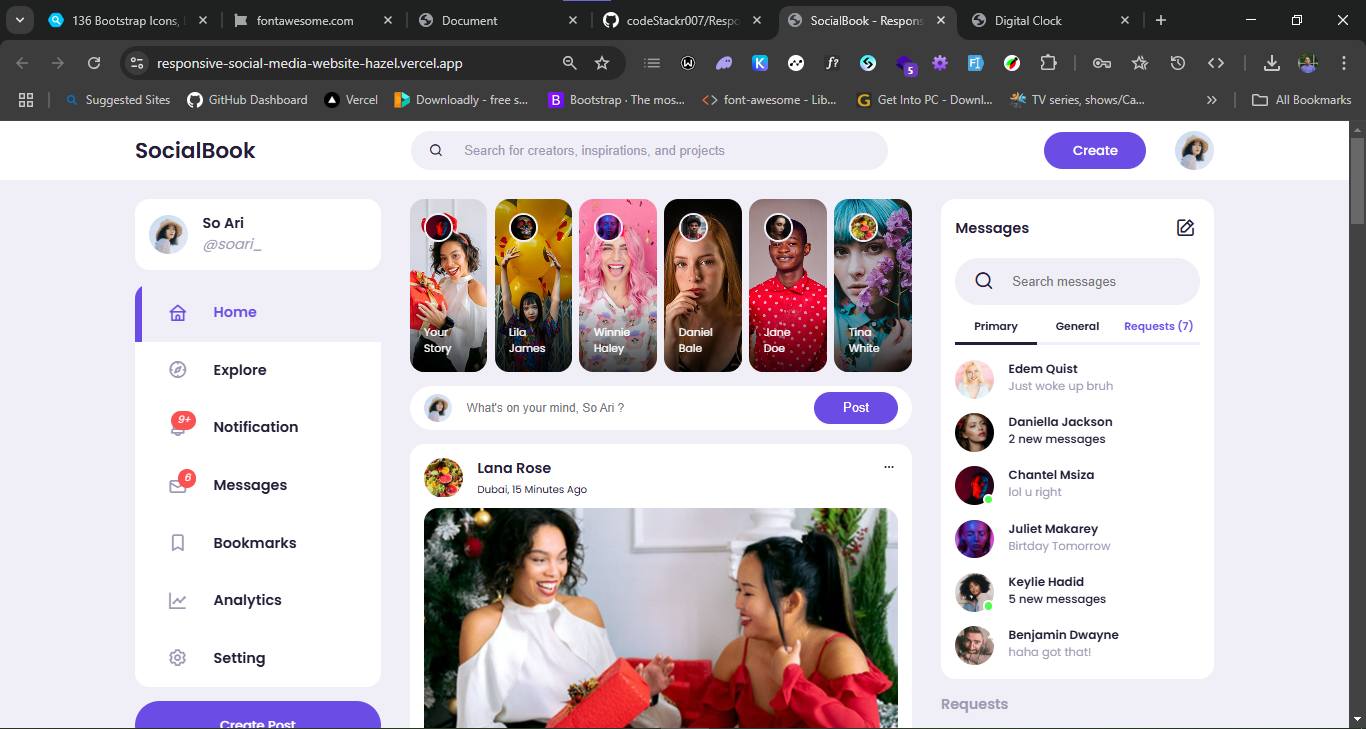 136 Bootstrap Icons,
fontawesome.com
Document
codeStackr007/Respo
SocialBook - Respons
Digital Clock
responsive-social-media-website-hazel.vercel.app
5
Suggested Sites
GitHub Dashboard
Vercel
Downloadly - free s...
Bootstrap · The mos...
font-awesome - Lib...
Get Into PC - Downl...
TV series, shows/Ca...
All Bookmarks
SocialBook
Search for creators, inspirations, and projects
Create
So Ari
@soari_
Home
Explore
9+
Notification
6
Messages
Bookmarks
Analytics
Setting
Create Post
Your
Story
Lila
James
Winnie
Haley
Daniel
Bale
Jane
Doe
Tina
White
What's on your mind, So Ari ?
Post
Lana Rose
Dubai, 15 Minutes Ago
Messages
Search messages
Primary
General
Requests (7)
Edem Quist
Just woke up bruh
Daniella Jackson
2 new messages
Chantel Msiza
lol u right
Juliet Makarey
Birtday Tomorrow
Keylie Hadid
5 new messages
Benjamin Dwayne
haha got that!
Requests